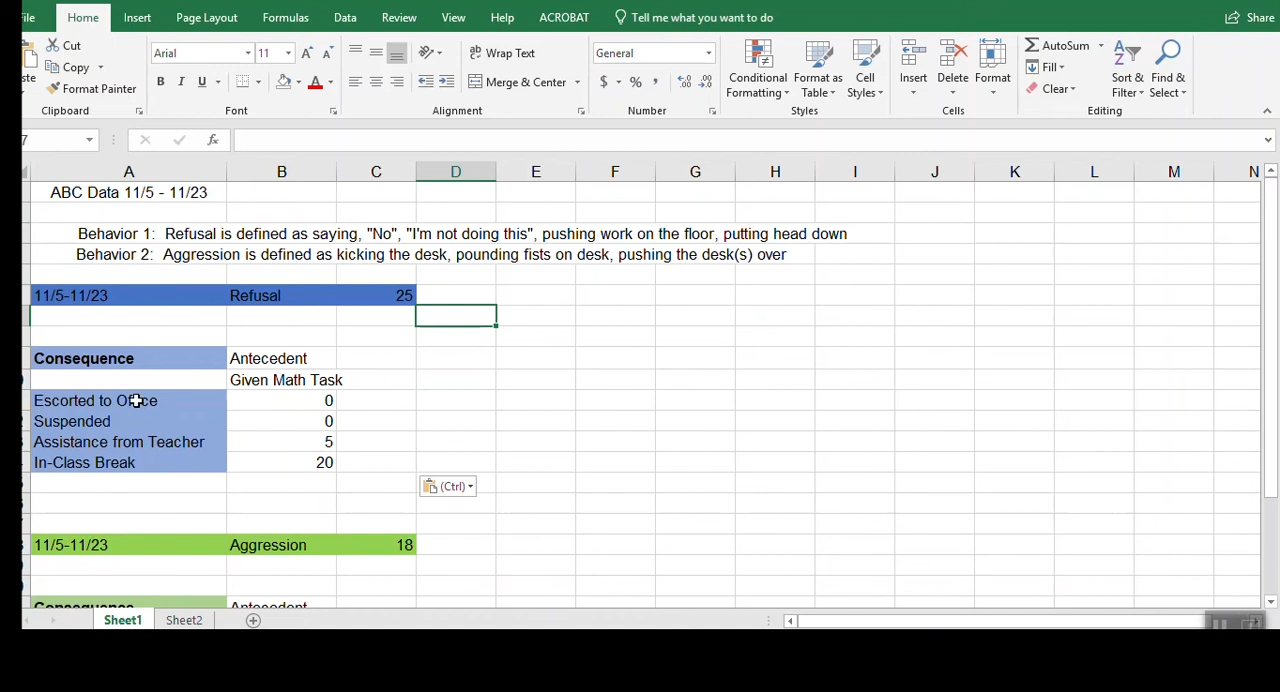 File Home Insert Page Layout Formulas Data Review View Help ACROBAT Tell me what you want to do Share
Cut
Copy
Format Painter
Clipboard
Arial 11
B I U
Font
Wrap Text
Merge & Center
Alignment
General
$ % ,
Number
Conditional Formatting
Format as Table
Cell Styles
Styles
Insert Delete Format
Cells
AutoSum
Fill
Clear
Sort & Filter
Find & Select
Editing
7 fx
A B C D E F G H I J K L M N
ABC Data 11/5 - 11/23
Behavior 1: Refusal is defined as saying, "No", "I'm not doing this", pushing work on the floor, putting head down
Behavior 2: Aggression is defined as kicking the desk, pounding fists on desk, pushing the desk(s) over
11/5-11/23 Refusal 25
Consequence Antecedent
Given Math Task
Escorted to Office 0
Suspended 0
Assistance from Teacher 5
In-Class Break 20
(Ctrl)
11/5-11/23 Aggression 18
Consequence Antecedent
Sheet1 Sheet2